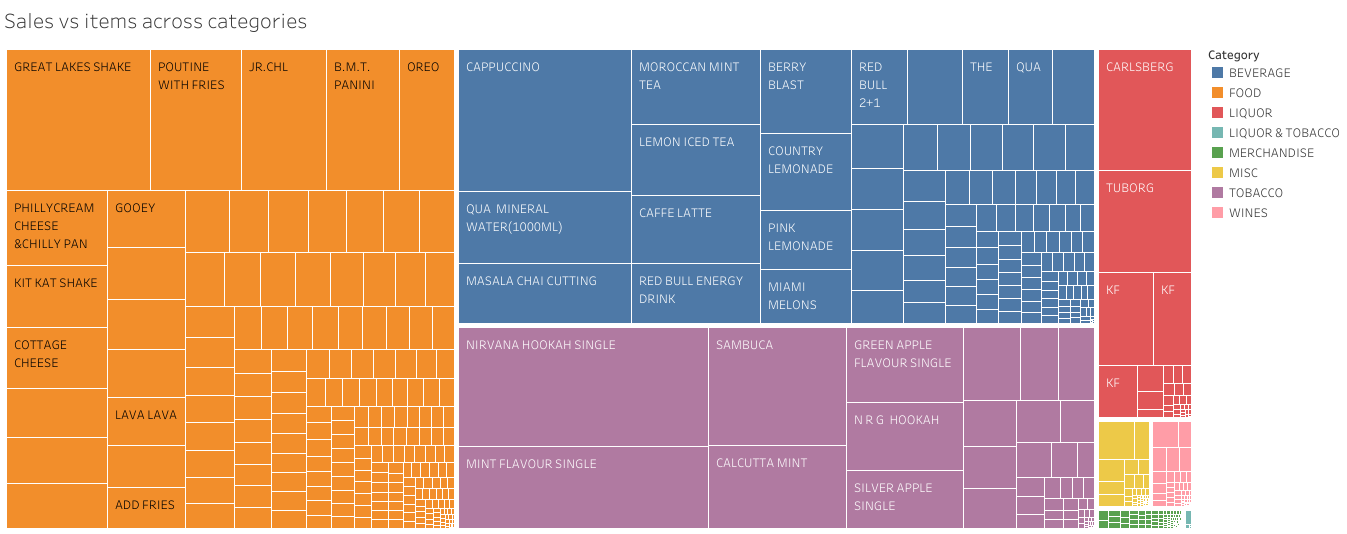 Sales vs items across categories
GREAT LAKES SHAKE
POUTINE
WITH FRIES
JR.CHL
B.M.T.
PANINI
OREO
PHILLYCREAM
CHEESE
&CHILLY PAN
GOOEY
KIT KAT SHAKE
COTTAGE
CHEESE
LAVA LAVA
ADD FRIES
CAPPUCCINO
MOROCCAN MINT
TEA
BERRY
BLAST
RED
BULL
2+1
THE
QUA
LEMON ICED TEA
COUNTRY
LEMONADE
QUA MINERAL
WATER(1000ML)
CAFFE LATTE
PINK
LEMONADE
MASALA CHAI CUTTING
RED BULL ENERGY
DRINK
MIAMI
MELONS
NIRVANA HOOKAH SINGLE
SAMBUCA
GREEN APPLE
FLAVOUR SINGLE
N R G HOOKAH
MINT FLAVOUR SINGLE
CALCUTTA MINT
SILVER APPLE
SINGLE
CARLSBERG
TUBORG
KF
KF
KF
Category
BEVERAGE
FOOD
LIQUOR
LIQUOR & TOBACCO
MERCHANDISE
MISC
TOBACCO
WINES